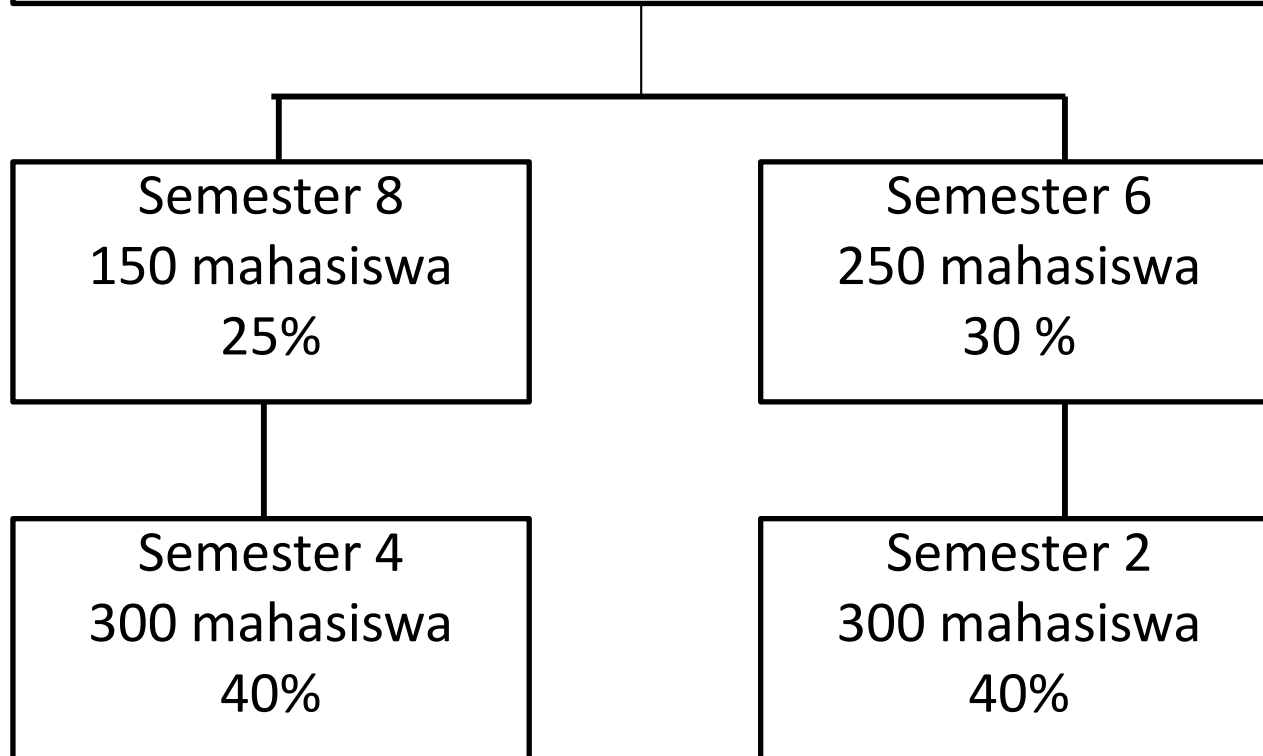 Semester 8
150 mahasiswa
25%
Semester 6
250 mahasiswa
30 %
Semester 4
300 mahasiswa
40%
Semester 2
300 mahasiswa
40%